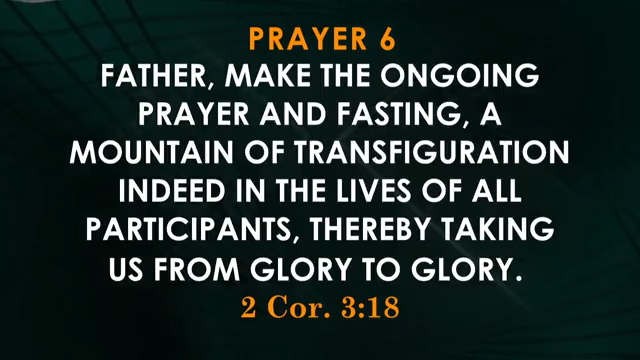 PRAYER 6
FATHER, MAKE THE ONGOING
PRAYER AND FASTING, A
MOUNTAIN OF TRANSFIGURATION
INDEED IN THE LIVES OF ALL
PARTICIPANTS, THEREBY TAKING
US FROM GLORY TO GLORY.
2 Cor. 3:18